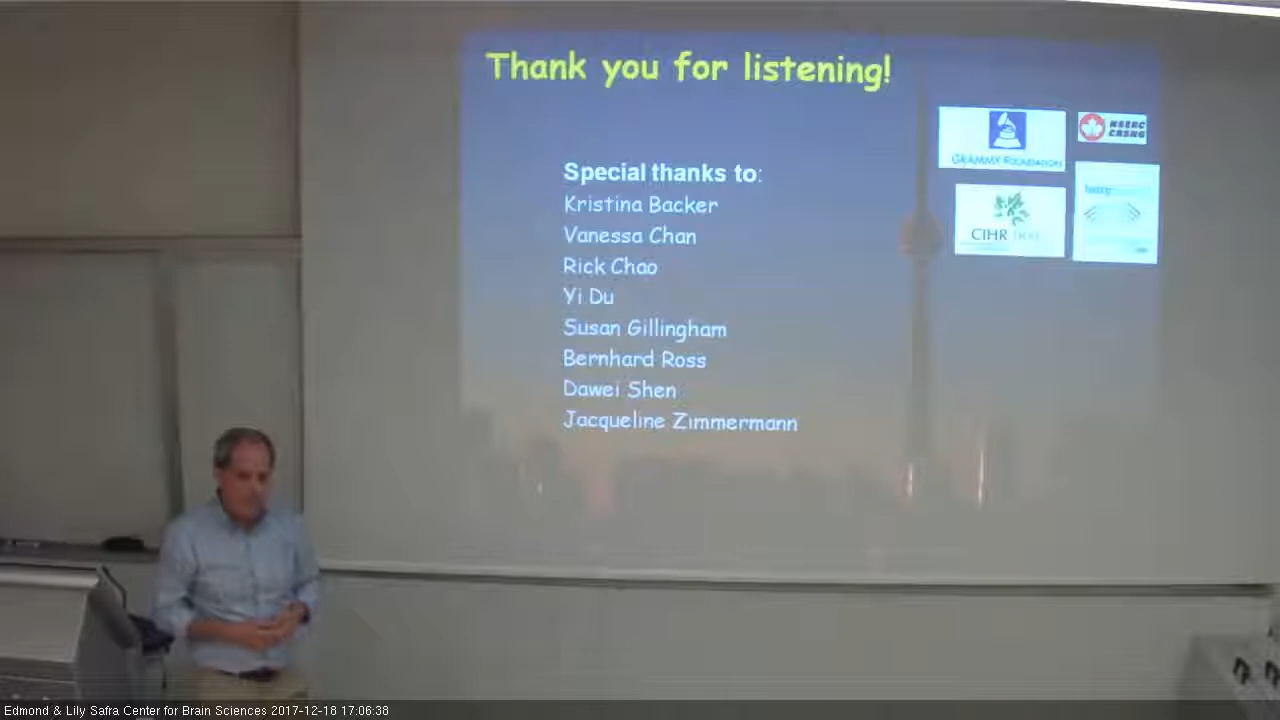 Thank you for listening!
GRAMMY FOUNDATION
NSERC
CRSNG
CIHR IRSC
Special thanks to:
Kristina Backer
Vanessa Chan
Rick Chao
Yi Du
Susan Gillingham
Bernhard Ross
Dawei Shen
Jacqueline Zimmermann
Edmond & Lily Safra Center for Brain Sciences 2017-12-18 17:06:38